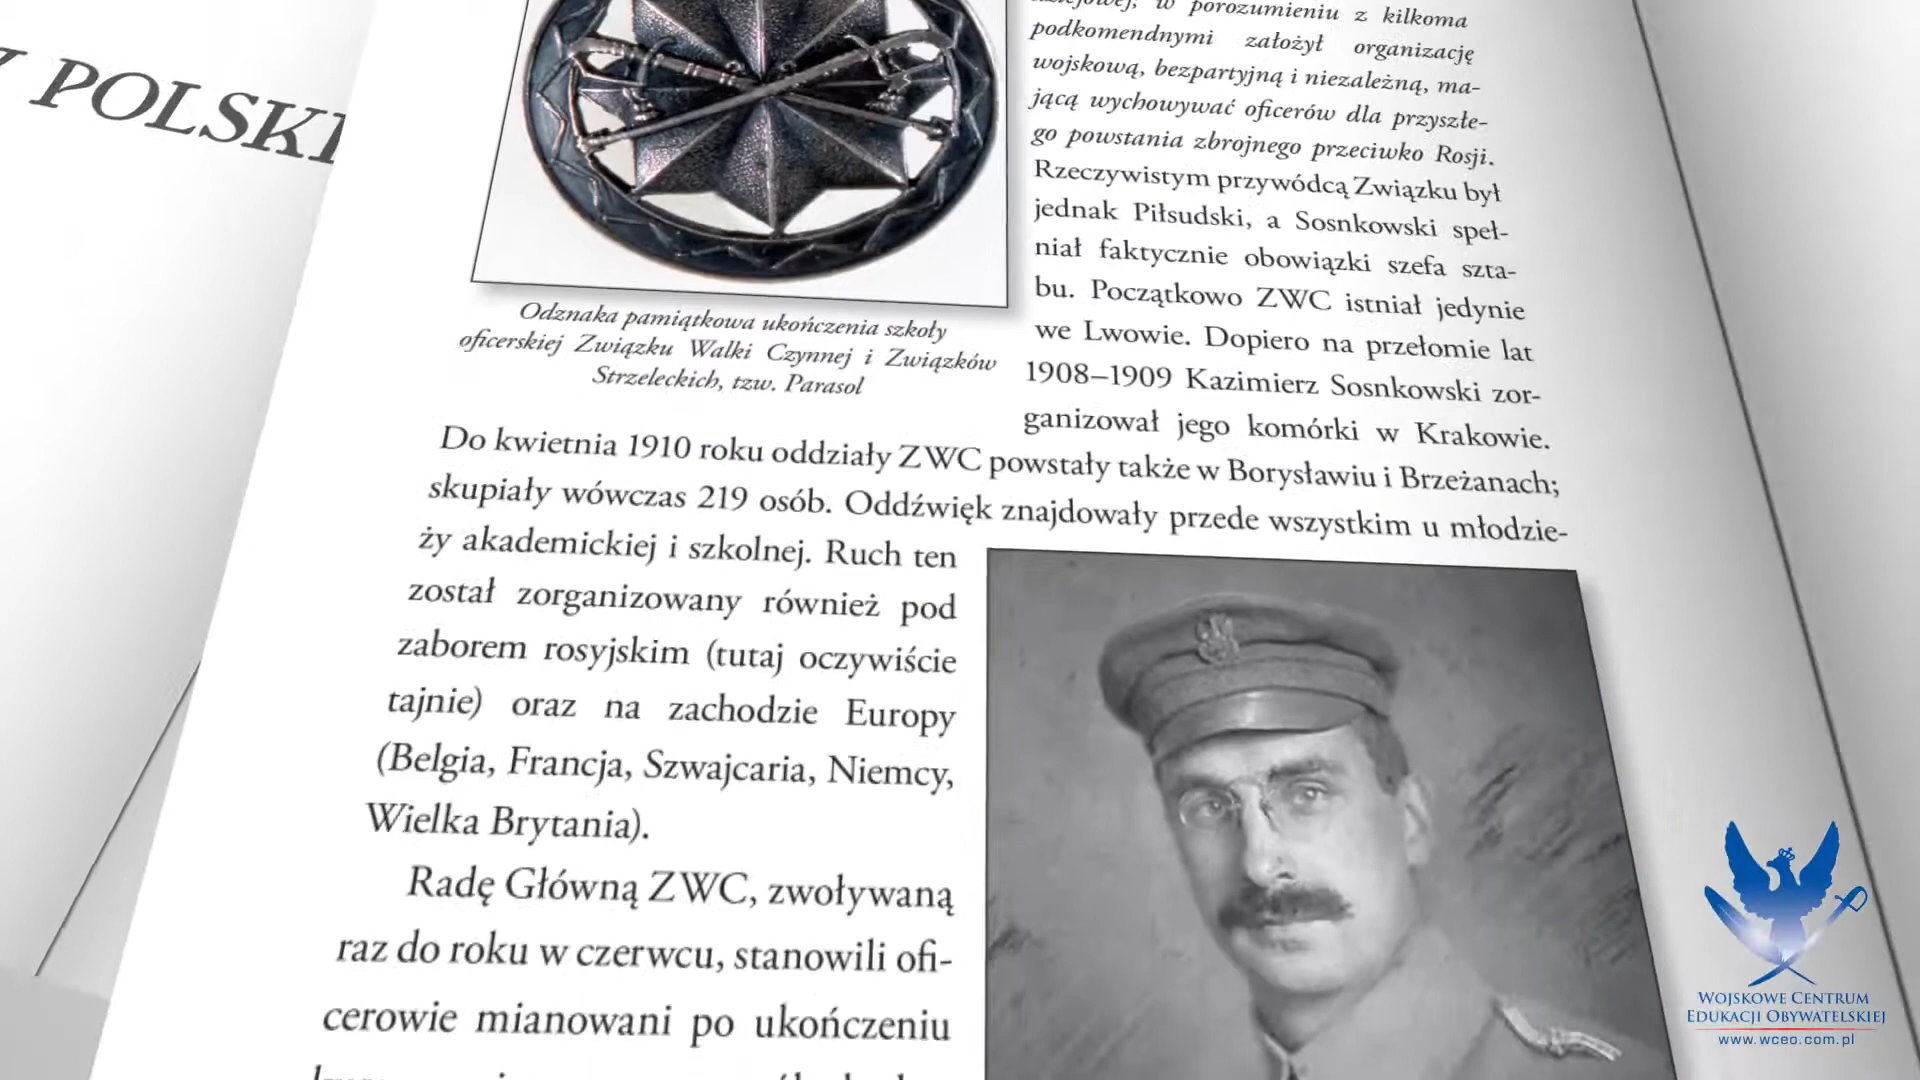 POLSKI
w porozumieniu z kilkoma
podkomendnymi założył organizację
wojskową, bezpartyjną i niezależną, ma-
jącą wychowywać oficerów dla przyszłe-
go powstania zbrojnego przeciwko Rosji.
Rzeczywistym przywódcą Związku był
jednak Piłsudski, a Sosnkowski speł-
niał faktycznie obowiązki szefa szta-
bu. Początkowo ZWC istniał jedynie
we Lwowie. Dopiero na przełomie lat
1908–1909 Kazimierz Sosnkowski zor-
ganizował jego komórki w Krakowie.
Odznaka pamiątkowa ukończenia szkoły
oficerskiej Związku Walki Czynnej i Związków
Strzeleckich, tzw. Parasol
Do kwietnia 1910 roku oddziały ZWC powstały także w Borysławiu i Brzeżanach;
skupiały wówczas 219 osób. Oddźwięk znajdowały przede wszystkim u młodzie-
ży akademickiej i szkolnej. Ruch ten
został zorganizowany również pod
zaborem rosyjskim (tutaj oczywiście
tajnie) oraz na zachodzie Europy
(Belgia, Francja, Szwajcaria, Niemcy,
Wielka Brytania).
Radę Główną ZWC, zwoływaną
raz do roku w czerwcu, stanowili ofi-
cerowie mianowani po ukończeniu
WOJSKOWE CENTRUM
EDUKACJI OBYWATELSKIEJ
www.wceo.com.pl